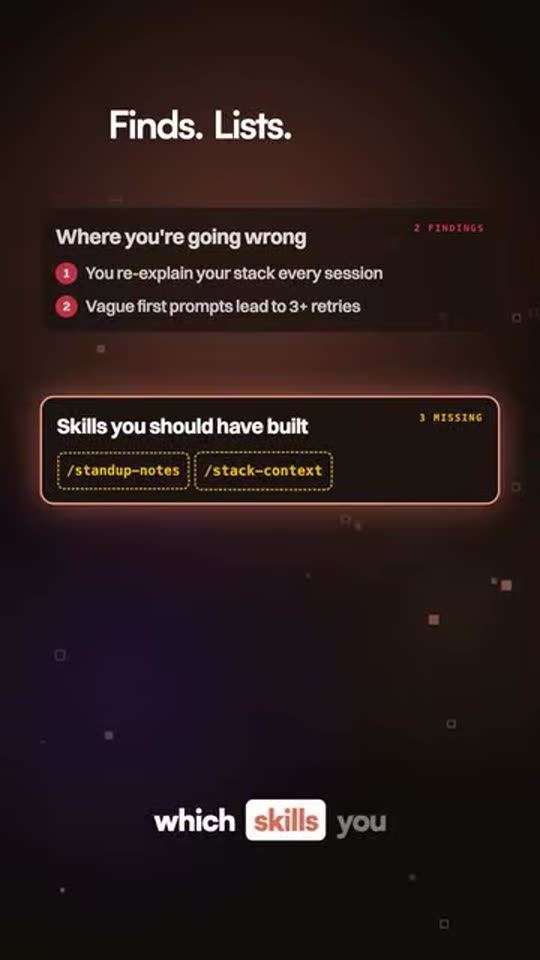 Finds. Lists.
Where you're going wrong
2 FINDINGS
1 You re-explain your stack every session
2 Vague first prompts lead to 3+ retries
Skills you should have built
3 MISSING
/standup-notes /stack-context
which skills you